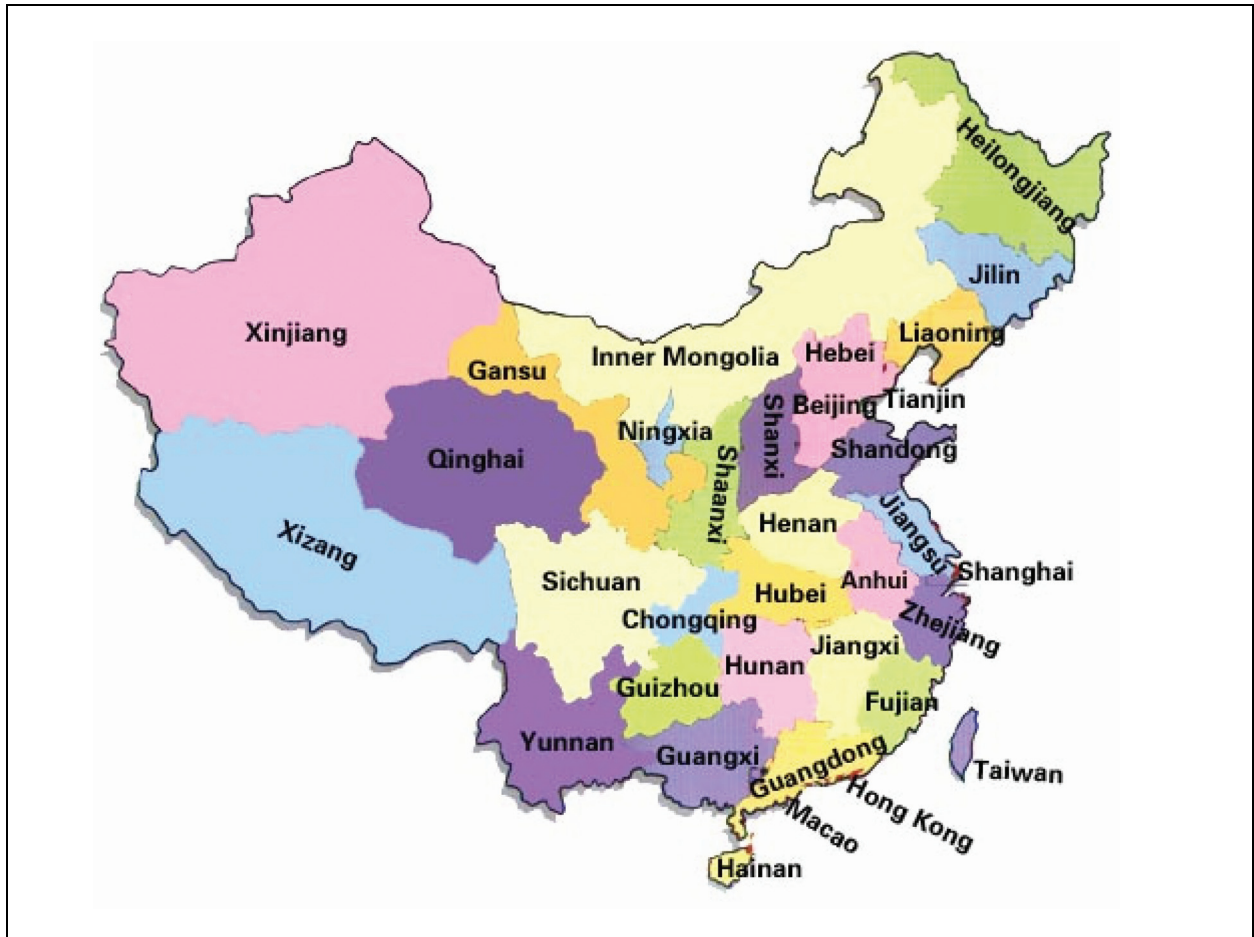 Heilongjiang
Jilin
Xinjiang
Liaoning
Inner Mongolia
Hebei
Gansu
Tianjin
Beijing
Shanxi
Ningxia
Shandong
Qinghai
Shaanxi
Henan
Jiangsu
Xizang
Shanghai
Sichuan
Anhui
Hubei
Chongqing
Zhejiang
Jiangxi
Hunan
Guizhou
Fujian
Yunnan
Guangxi
Guangdong
Taiwan
Hong Kong
Macao
Hainan